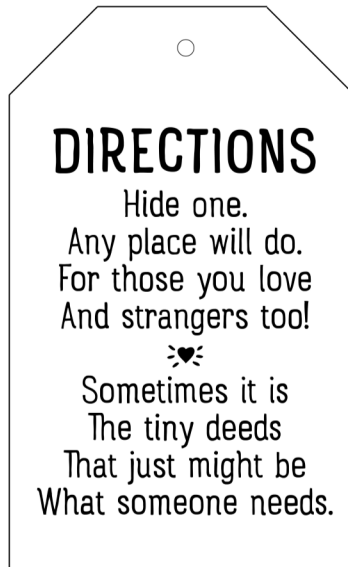 DIRECTIONS
Hide one.
Any place will do.
For those you love
And strangers too!
Sometimes it is
The tiny deeds
That just might be
What someone needs.